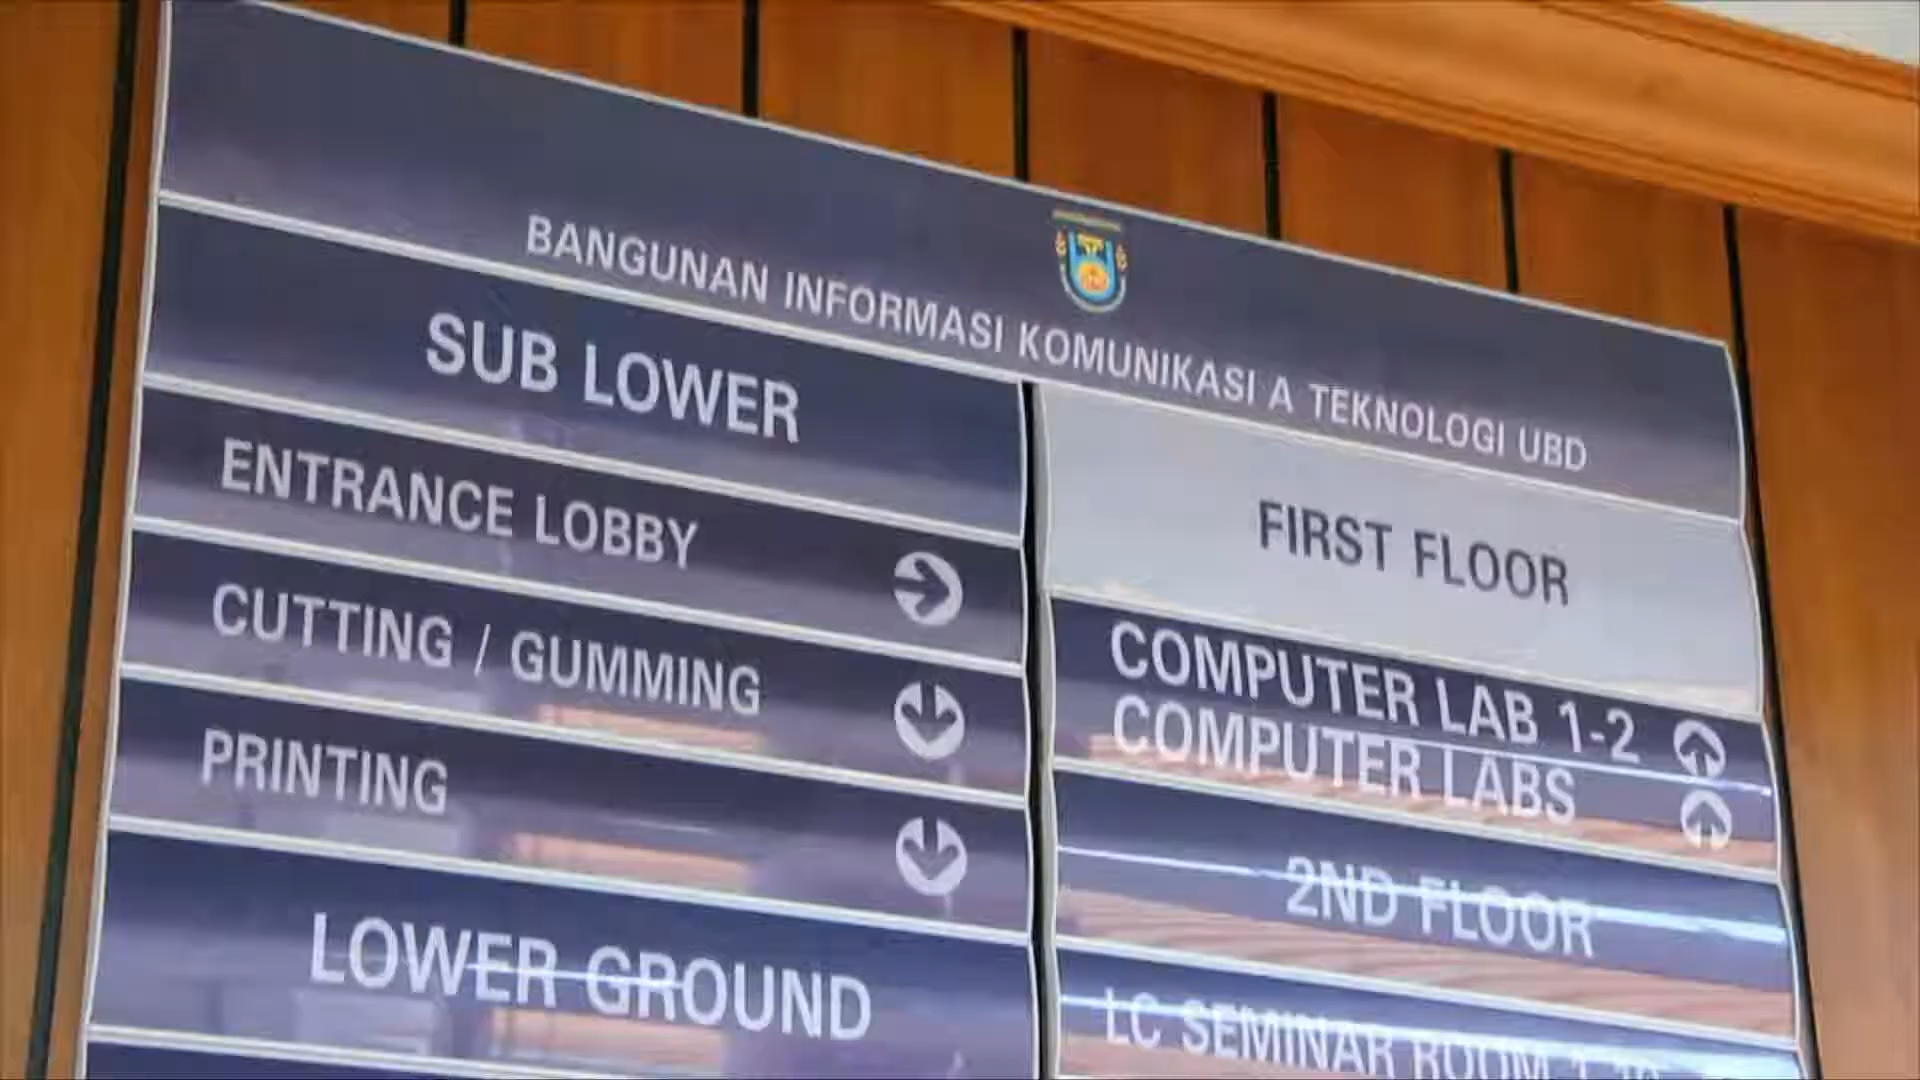 BANGUNAN INFORMASI KOMUNIKASI A TEKNOLOGI UBD
SUB LOWER
ENTRANCE LOBBY
CUTTING / GUMMING
PRINTING
LOWER GROUND
FIRST FLOOR
COMPUTER LAB 1-2
COMPUTER LABS
2ND FLOOR
LC SEMINAR ROOM